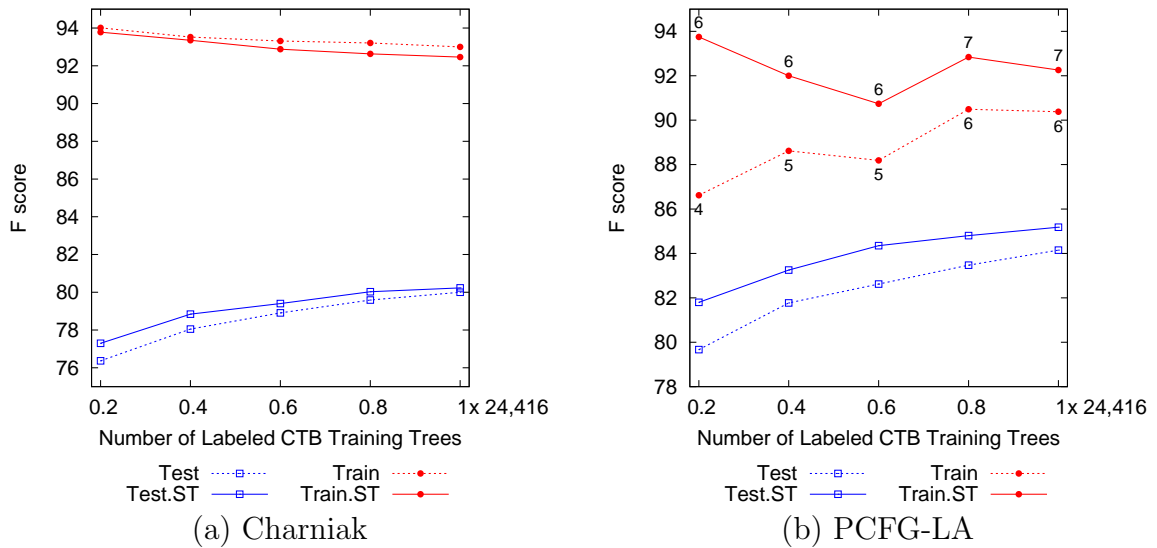 94
92
90
88
86
84
82
80
78
76
F score
0.2 0.4 0.6 0.8 1x 24,416
Number of Labeled CTB Training Trees
Test Train
Test.ST Train.ST
(a) Charniak
94
92
90
88
86
84
82
80
78
F score
6 6 6 7 7
4 5 5 6 6
0.2 0.4 0.6 0.8 1x 24,416
Number of Labeled CTB Training Trees
Test Train
Test.ST Train.ST
(b) PCFG-LA